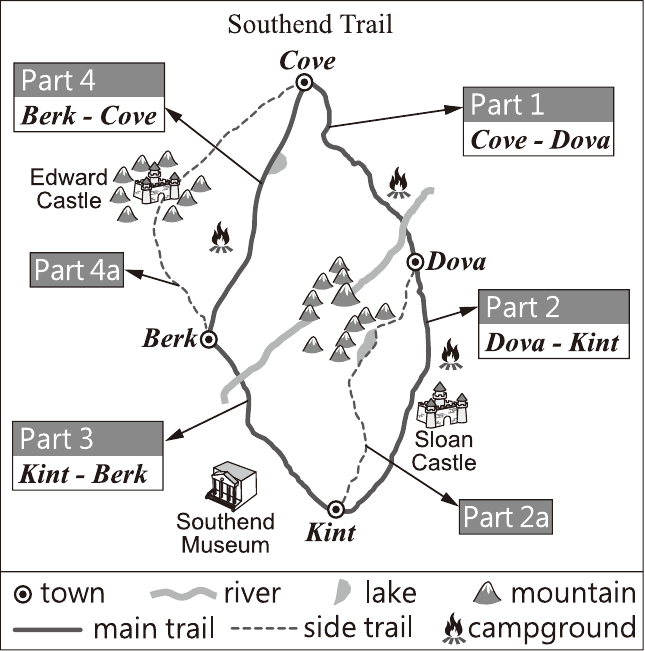 Southend Trail
Cove
Part 4
Berk - Cove
Part 1
Cove - Dova
Edward
Castle
Part 4a
Dova
Part 2
Dova - Kint
Berk
Part 3
Kint - Berk
Sloan
Castle
Southend
Museum
Kint
Part 2a
town
river
lake
mountain
main trail
side trail
campground